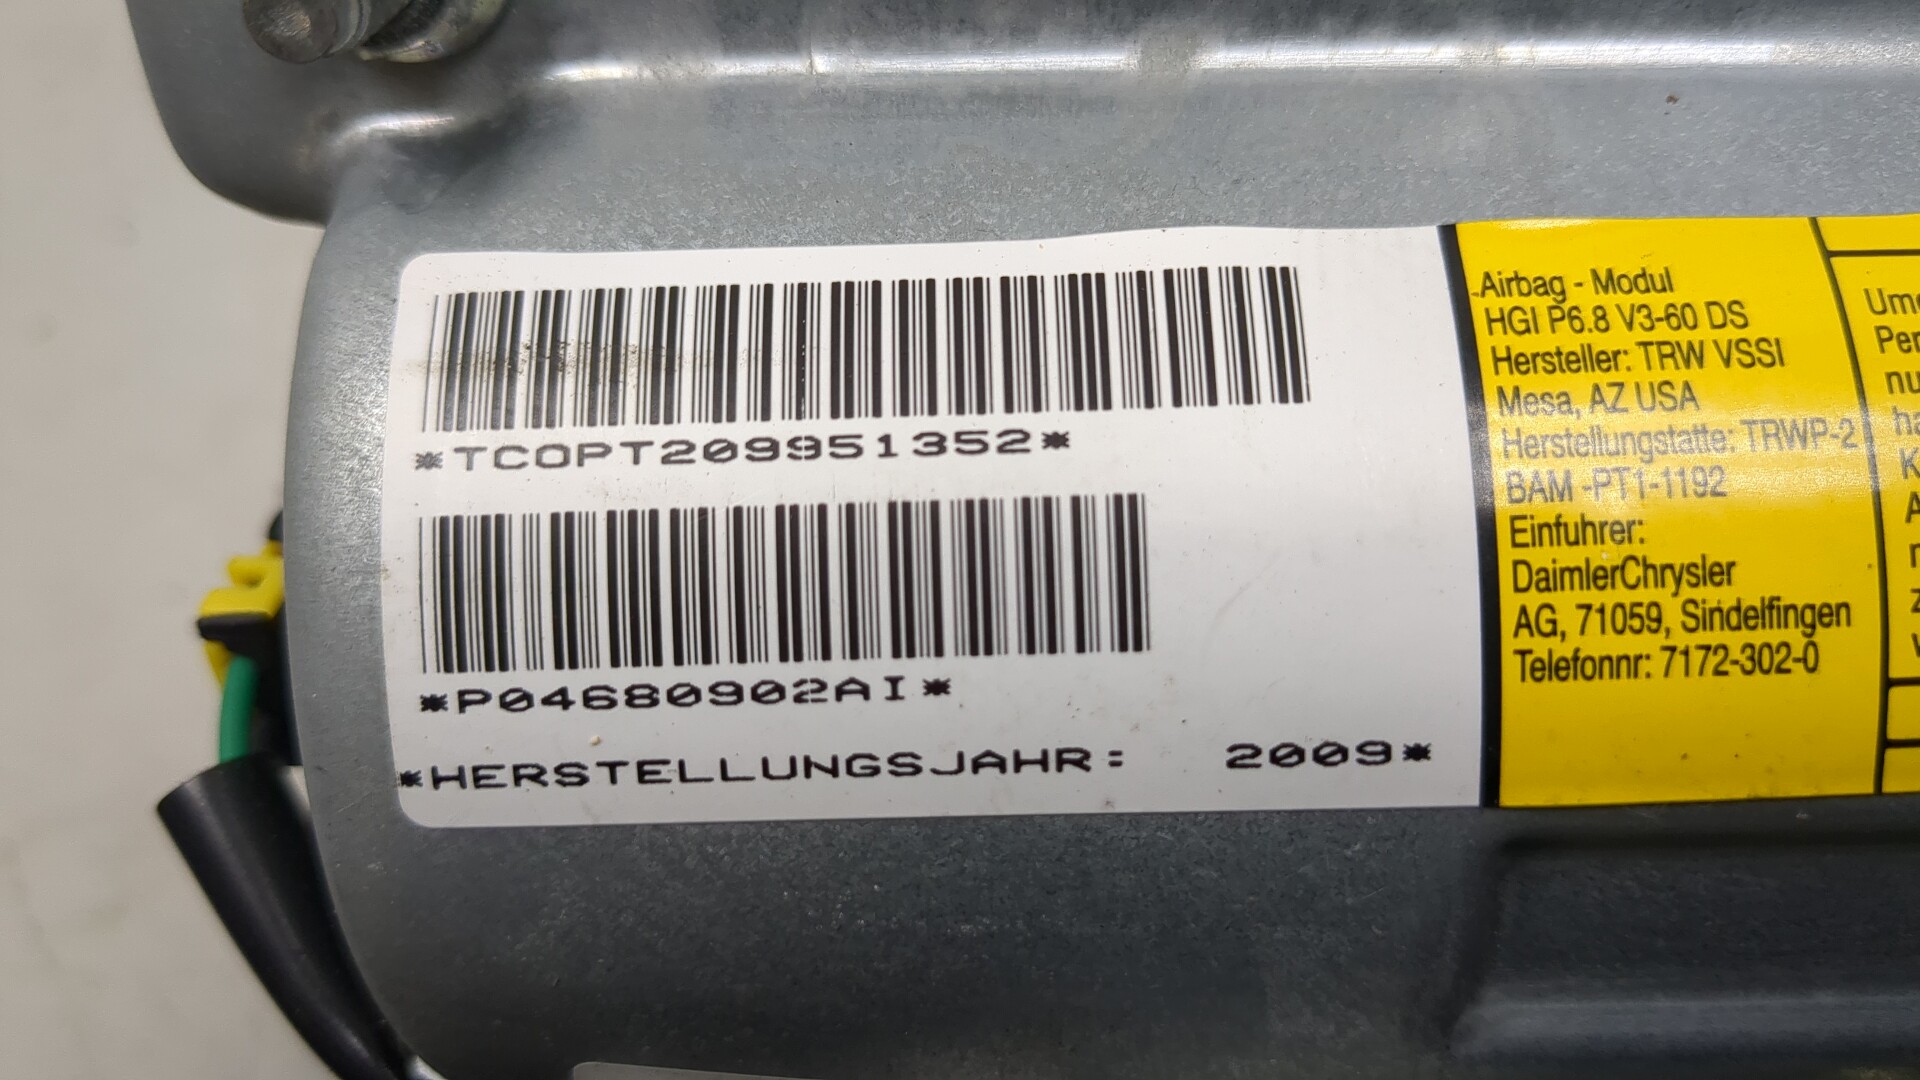 *TCOPT209951352*
*P04680902AI*
*HERSTELLUNGSJAHR: 2009*
Airbag - Modul
HGI P6.8 V3-60 DS
Hersteller: TRW VSSI
Mesa, AZ USA
Herstellungstatte: TRWP-2
BAM -PT1-1192
Einfuhrer:
DaimlerChrysler
AG, 71059, Sindelfingen
Telefonnr: 7172-302-0